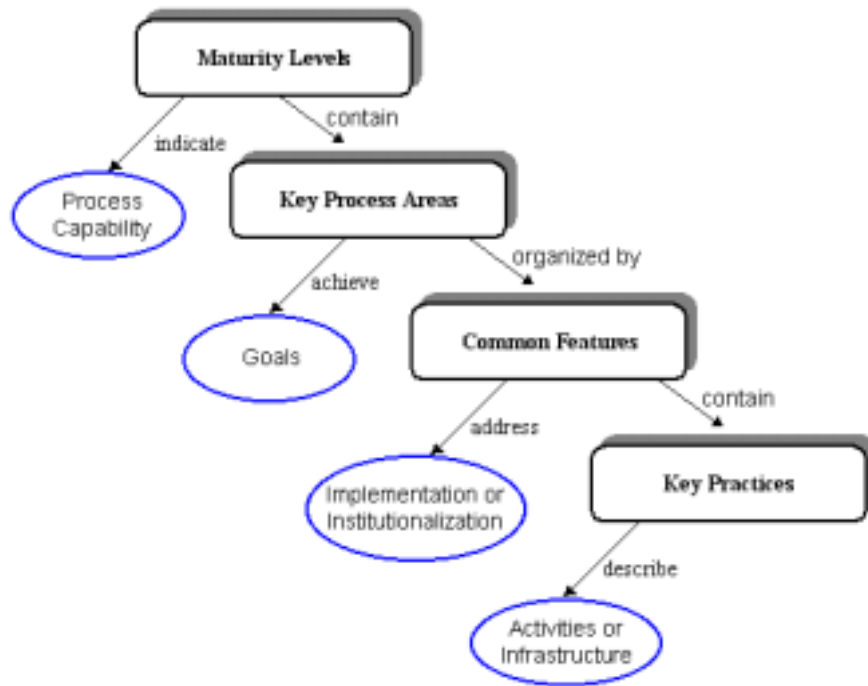 Maturity Levels
contain
indicate
Process
Capability
Key Process Areas
organized by
achieve
Goals
Common Features
contain
address
Implementation or
Institutionalization
Key Practices
describe
Activities or
Infrastructure